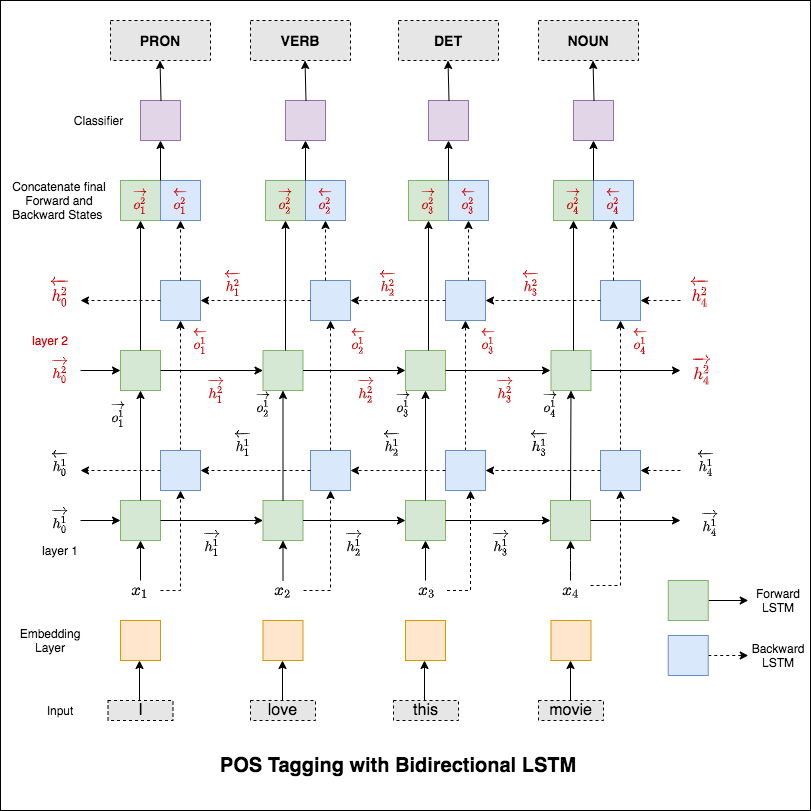 PRON VERB DET NOUN
Classifier
Concatenate final
Forward and
Backward States
$\overrightarrow{o_1^2}$ $\overleftarrow{o_1^2}$ $\overrightarrow{o_2^2}$ $\overleftarrow{o_2^2}$ $\overrightarrow{o_3^2}$ $\overleftarrow{o_3^2}$ $\overrightarrow{o_4^2}$ $\overleftarrow{o_4^2}$
$\overleftarrow{h_0^2}$ $\overleftarrow{h_1^2}$ $\overleftarrow{h_2^2}$ $\overleftarrow{h_3^2}$ $\overleftarrow{h_4^2}$
layer 2
$\overleftarrow{o_1^1}$ $\overleftarrow{o_2^1}$ $\overleftarrow{o_3^1}$ $\overleftarrow{o_4^1}$
$\overrightarrow{h_0^2}$ $\overrightarrow{h_1^2}$ $\overrightarrow{h_2^2}$ $\overrightarrow{h_3^2}$ $\overrightarrow{h_4^2}$
$\overrightarrow{o_1^1}$ $\overrightarrow{o_2^1}$ $\overrightarrow{o_3^1}$ $\overrightarrow{o_4^1}$
$\overleftarrow{h_0^1}$ $\overleftarrow{h_1^1}$ $\overleftarrow{h_2^1}$ $\overleftarrow{h_3^1}$ $\overleftarrow{h_4^1}$
$\overrightarrow{h_0^1}$ $\overrightarrow{h_1^1}$ $\overrightarrow{h_2^1}$ $\overrightarrow{h_3^1}$ $\overrightarrow{h_4^1}$
layer 1
$x_1$ $x_2$ $x_3$ $x_4$
Forward
LSTM
Embedding
Layer
Backward
LSTM
Input
I love this movie
POS Tagging with Bidirectional LSTM